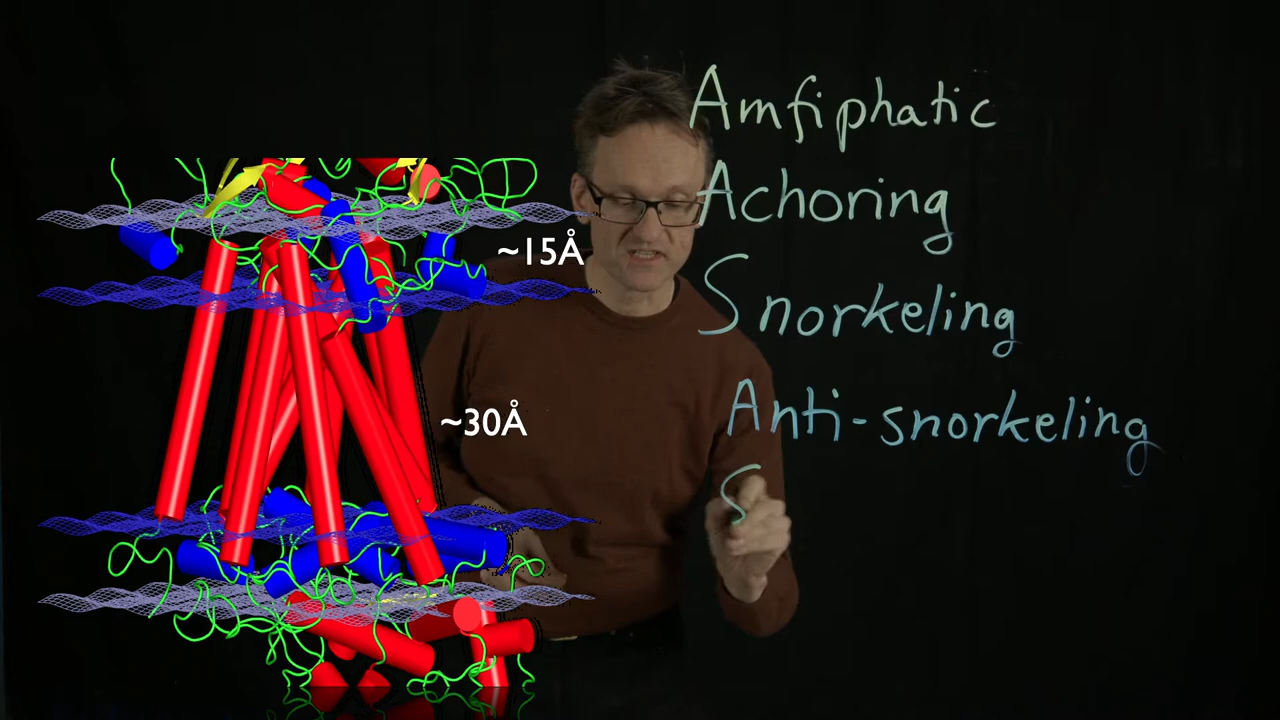 Amfiphatic
Achoring
~15Å
Snorkeling
Anti-snorkeling
~30Å
S